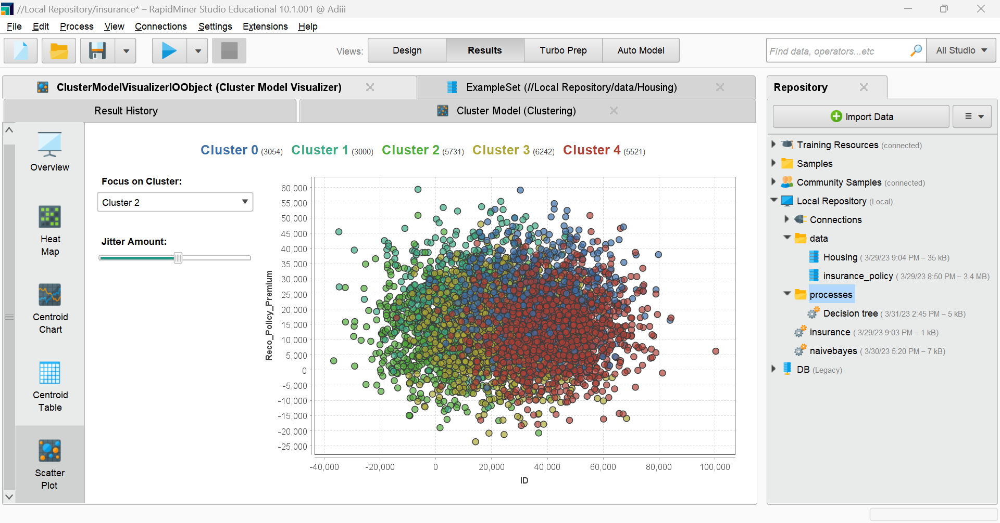 //Local Repository/insurance* – RapidMiner Studio Educational 10.1.001 @ Adiii
File Edit Process View Connections Settings Extensions Help
Views: Design Results Turbo Prep Auto Model
Find data, operators...etc
All Studio
ClusterModelVisualizerIOObject (Cluster Model Visualizer)
ExampleSet (//Local Repository/data/Housing)
Result History
Cluster Model (Clustering)
Overview
Heat
Map
Centroid
Chart
Centroid
Table
Scatter
Plot
Cluster 0 (3054) Cluster 1 (3000) Cluster 2 (5731) Cluster 3 (6242) Cluster 4 (5521)
Focus on Cluster:
Cluster 2
Jitter Amount:
Reco_Policy_Premium
60,000
55,000
50,000
45,000
40,000
35,000
30,000
25,000
20,000
15,000
10,000
5,000
0
-5,000
-10,000
-15,000
-20,000
-25,000
-40,000 -20,000 0 20,000 40,000 60,000 80,000 100,000
ID
Repository
Import Data
Training Resources (connected)
Samples
Community Samples (connected)
Local Repository (Local)
Connections
data
Housing ( 3/29/23 9:04 PM – 35 kB)
insurance_policy ( 3/29/23 8:50 PM – 3.4 MB)
processes
Decision tree ( 3/31/23 2:45 PM – 5 kB)
insurance ( 3/29/23 9:03 PM – 1 kB)
naivebayes ( 3/30/23 5:20 PM – 7 kB)
DB (Legacy)